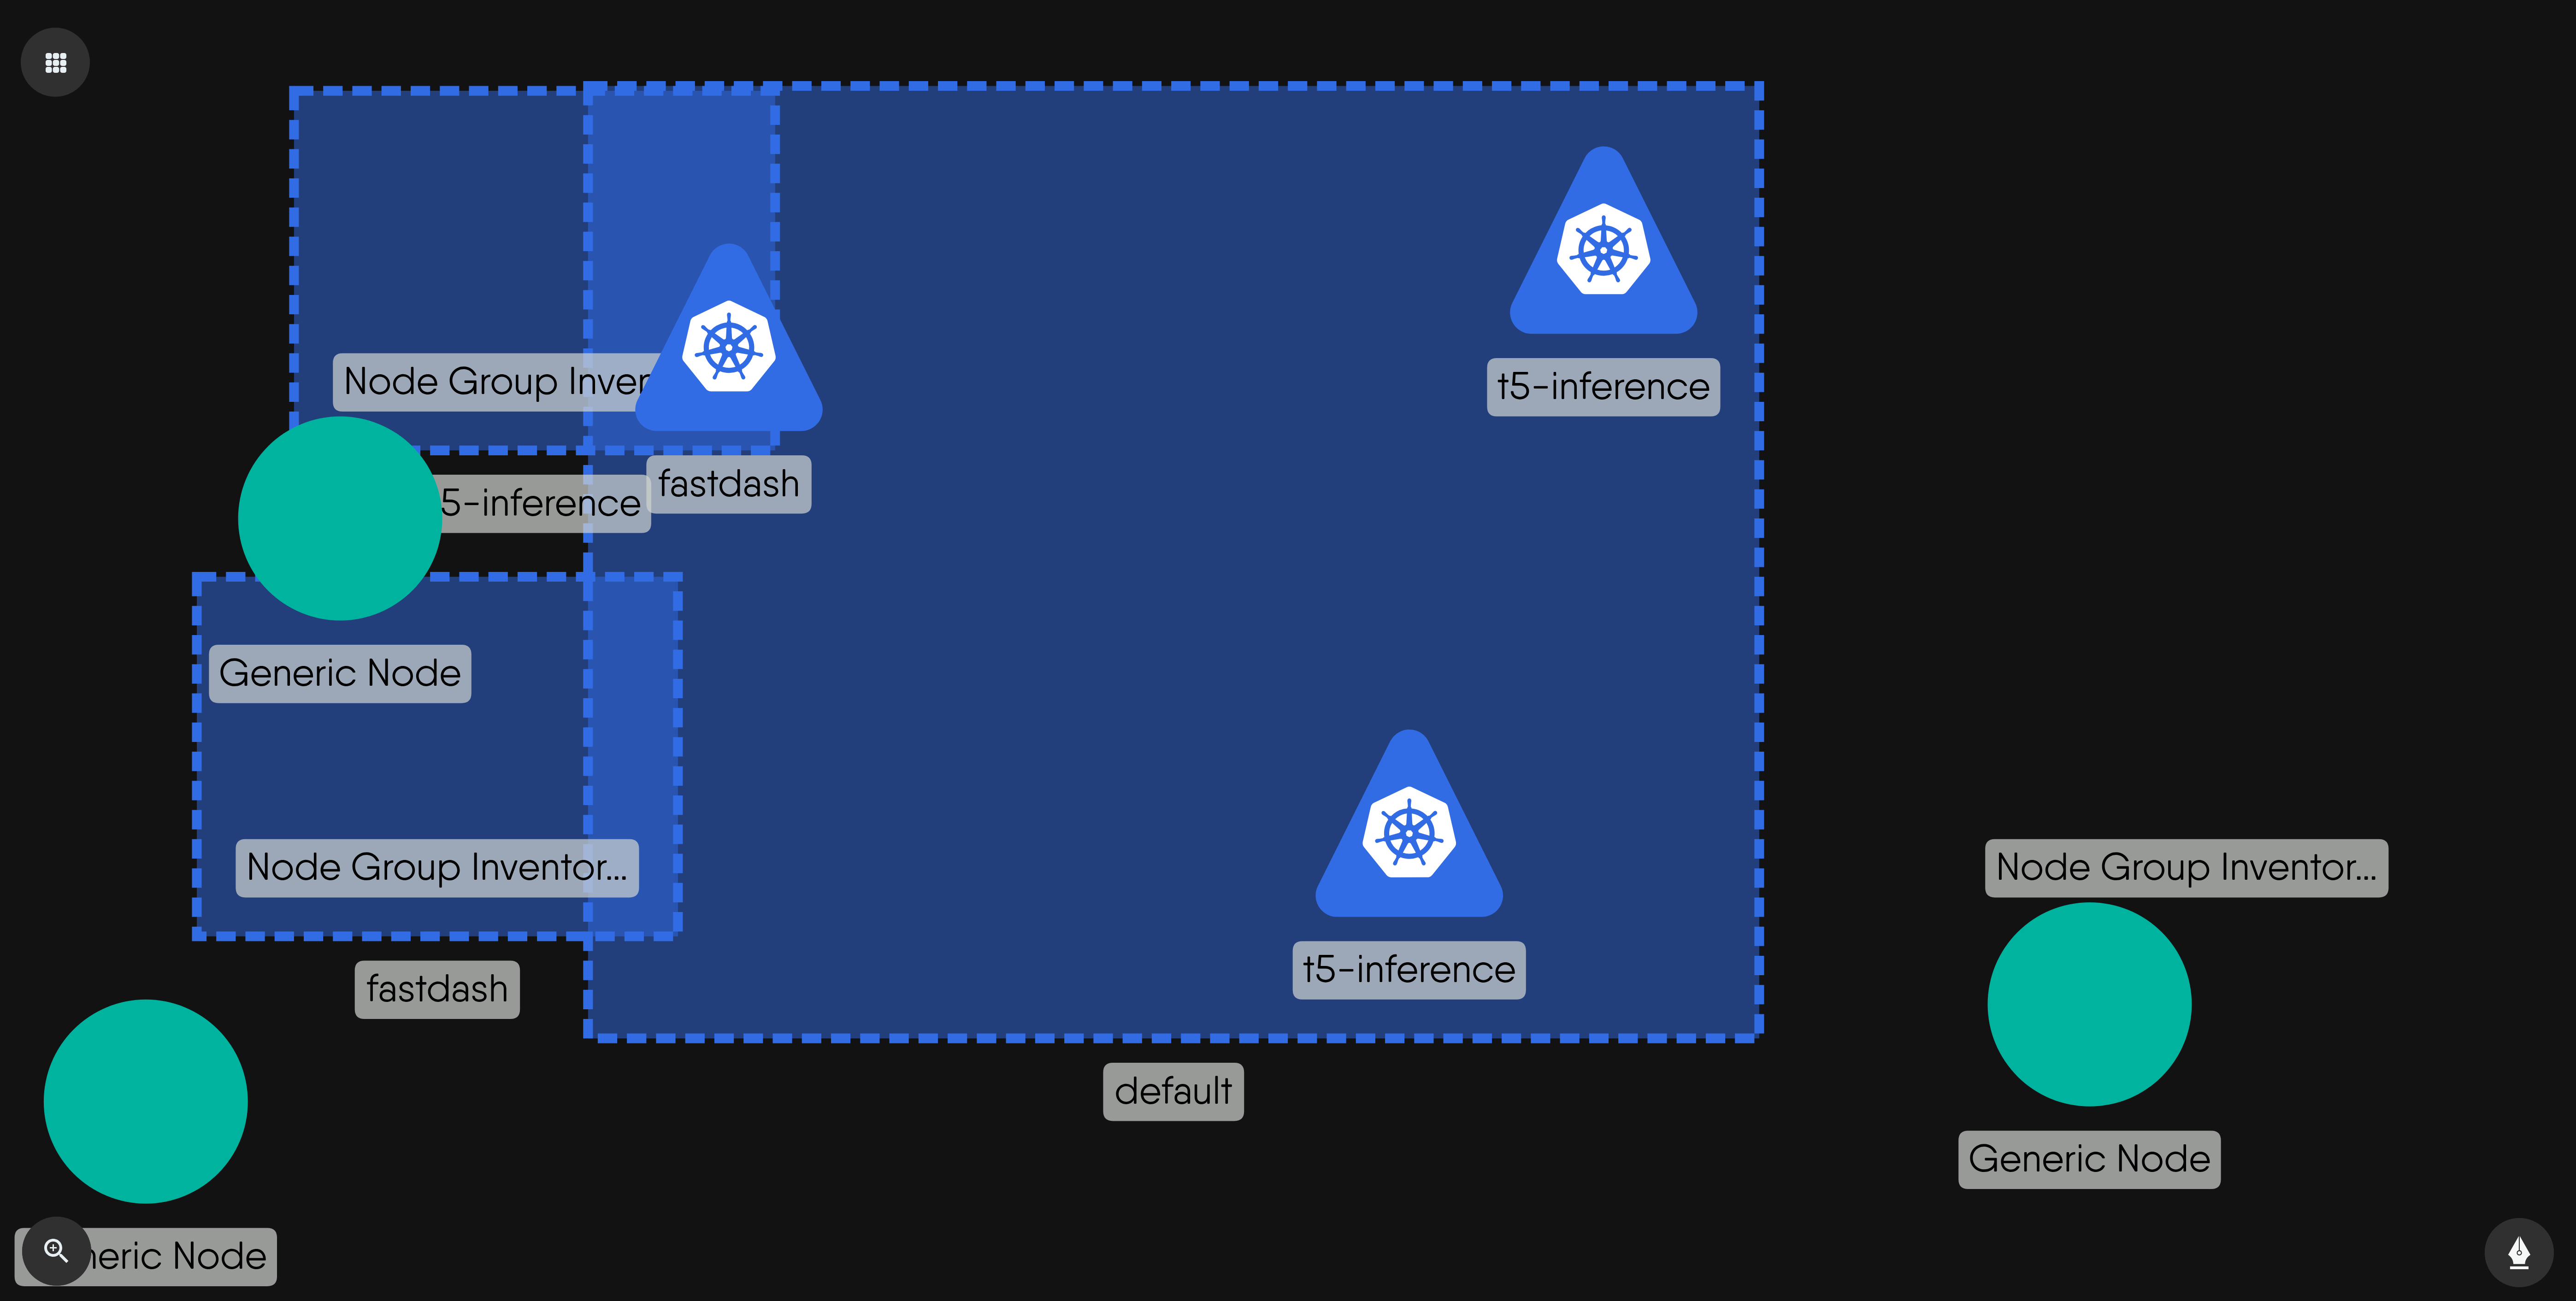 t5-inference
Node Group Inver
fastdash
5-inference
Generic Node
Node Group Inventor...
Node Group Inventor...
t5-inference
fastdash
default
Generic Node
neric Node